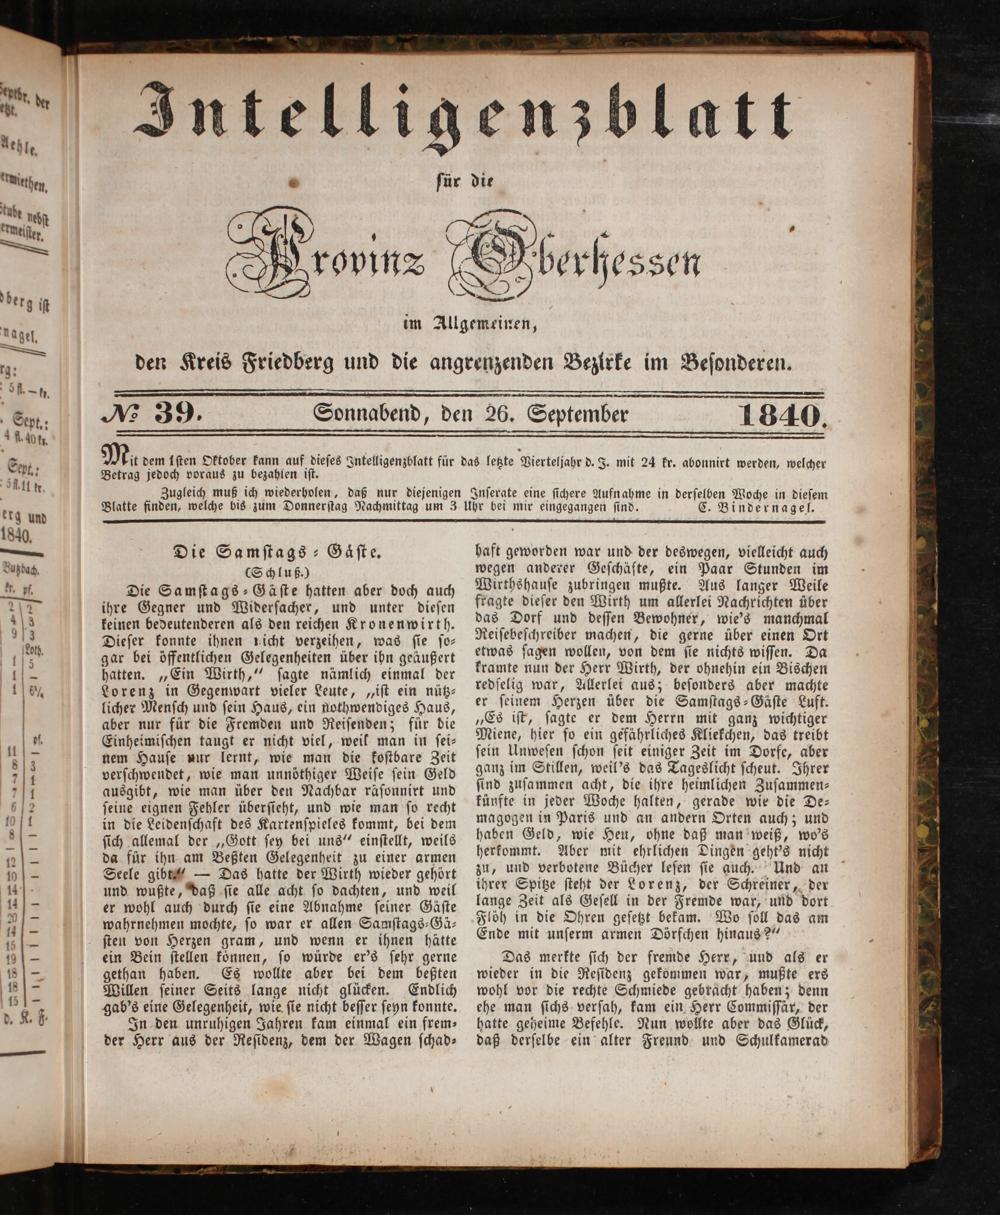 Intelligenzblatt
für die
Provinz Oberhessen
im Allgemeinen,
den Kreis Friedberg und die angrenzenden Bezirke im Besonderen.
№ 39. Sonnabend, den 26. September 1840.
Mit dem 1sten Oktober kann auf dieses Intelligenzblatt für das letzte Vierteljahr d. J. mit 24 kr. abonnirt werden, welcher
Betrag jedoch voraus zu bezahlen ist.
Zugleich muß ich wiederholen, daß nur diejenigen Inserate eine sichere Aufnahme in derselben Woche in diesem
Blatte finden, welche bis zum Donnerstag Nachmittag um 3 Uhr bei mir eingegangen sind. C. Bindernagel.
Die Samstags-Gäste.
(Schluß.)
Die Samstags-Gäste hatten aber doch auch
ihre Gegner und Widersacher, und unter diesen
keinen bedeutenderen als den reichen Kronenwirth.
Dieser konnte ihnen nicht verzeihen, was sie so-
gar bei öffentlichen Gelegenheiten über ihn geäußert
hatten. „Ein Wirth,“ sagte nämlich einmal der
Lorenz in Gegenwart vieler Leute, „ist ein nütz-
licher Mensch und sein Haus, ein nothwendiges Haus,
aber nur für die Fremden und Reisenden; für die
Einheimischen taugt er nicht viel, weil man in sei-
nem Hause nur lernt, wie man die kostbare Zeit
verschwendet, wie man unnöthiger Weise sein Geld
ausgibt, wie man über den Nachbar räsonnirt und
seine eignen Fehler übersieht, und wie man so recht
in die Leidenschaft des Kartenspieles kommt, bei dem
sich allemal der „Gott sey bei uns“ einstellt, weils
da für ihn am Beßten Gelegenheit zu einer armen
Seele gibt.“ — Das hatte der Wirth wieder gehört
und wußte, daß sie alle acht so dachten, und weil
er wohl auch durch sie eine Abnahme seiner Gäste
wahrnehmen mochte, so war er allen Samstags-Gä-
sten von Herzen gram, und wenn er ihnen hätte
ein Bein stellen können, so würde er's sehr gerne
gethan haben. Es wollte aber bei dem beßten
Willen seiner Seits lange nicht glücken. Endlich
gab's eine Gelegenheit, wie sie nicht besser seyn konnte.
In den unruhigen Jahren kam einmal ein frem-
der Herr aus der Residenz, dem der Wagen schad-
haft geworden war und der deswegen, vielleicht auch
wegen anderer Geschäfte, ein Paar Stunden im
Wirthshause zubringen mußte. Aus langer Weile
fragte dieser den Wirth um allerlei Nachrichten über
das Dorf und dessen Bewohner, wie's manchmal
Reisebeschreiber machen, die gerne über einen Ort
etwas sagen wollen, von dem sie nichts wissen. Da
kramte nun der Herr Wirth, der ohnehin ein Bischen
redselig war, Allerlei aus; besonders aber machte
er seinem Herzen über die Samstags-Gäste Luft.
„Es ist, sagte er dem Herrn mit ganz wichtiger
Miene, hier so ein gefährliches Kliekchen, das treibt
sein Unwesen schon seit einiger Zeit im Dorfe, aber
ganz im Stillen, weil's das Tageslicht scheut. Ihrer
sind zusammen acht, die ihre heimlichen Zusammen-
künfte in jeder Woche halten, gerade wie die De-
magogen in Paris und an andern Orten auch; und
haben Geld, wie Heu, ohne daß man weiß, wo's
herkommt. Aber mit ehrlichen Dingen geht's nicht
zu, und verbotene Bücher lesen sie auch. Und an
ihrer Spitze steht der Lorenz, der Schreiner, der
lange Zeit als Gesell in der Fremde war, und dort
Flöh in die Ohren gesetzt bekam. Wo soll das am
Ende mit unserm armen Dörfchen hinaus?“
Das merkte sich der fremde Herr, und als er
wieder in die Residenz gekommen war, mußte ers
wohl vor die rechte Schmiede gebracht haben; denn
ehe man sichs versah, kam ein Herr Commissär, der
hatte geheime Befehle. Nun wollte aber das Glück,
daß derselbe ein alter Freund und Schulkamerad